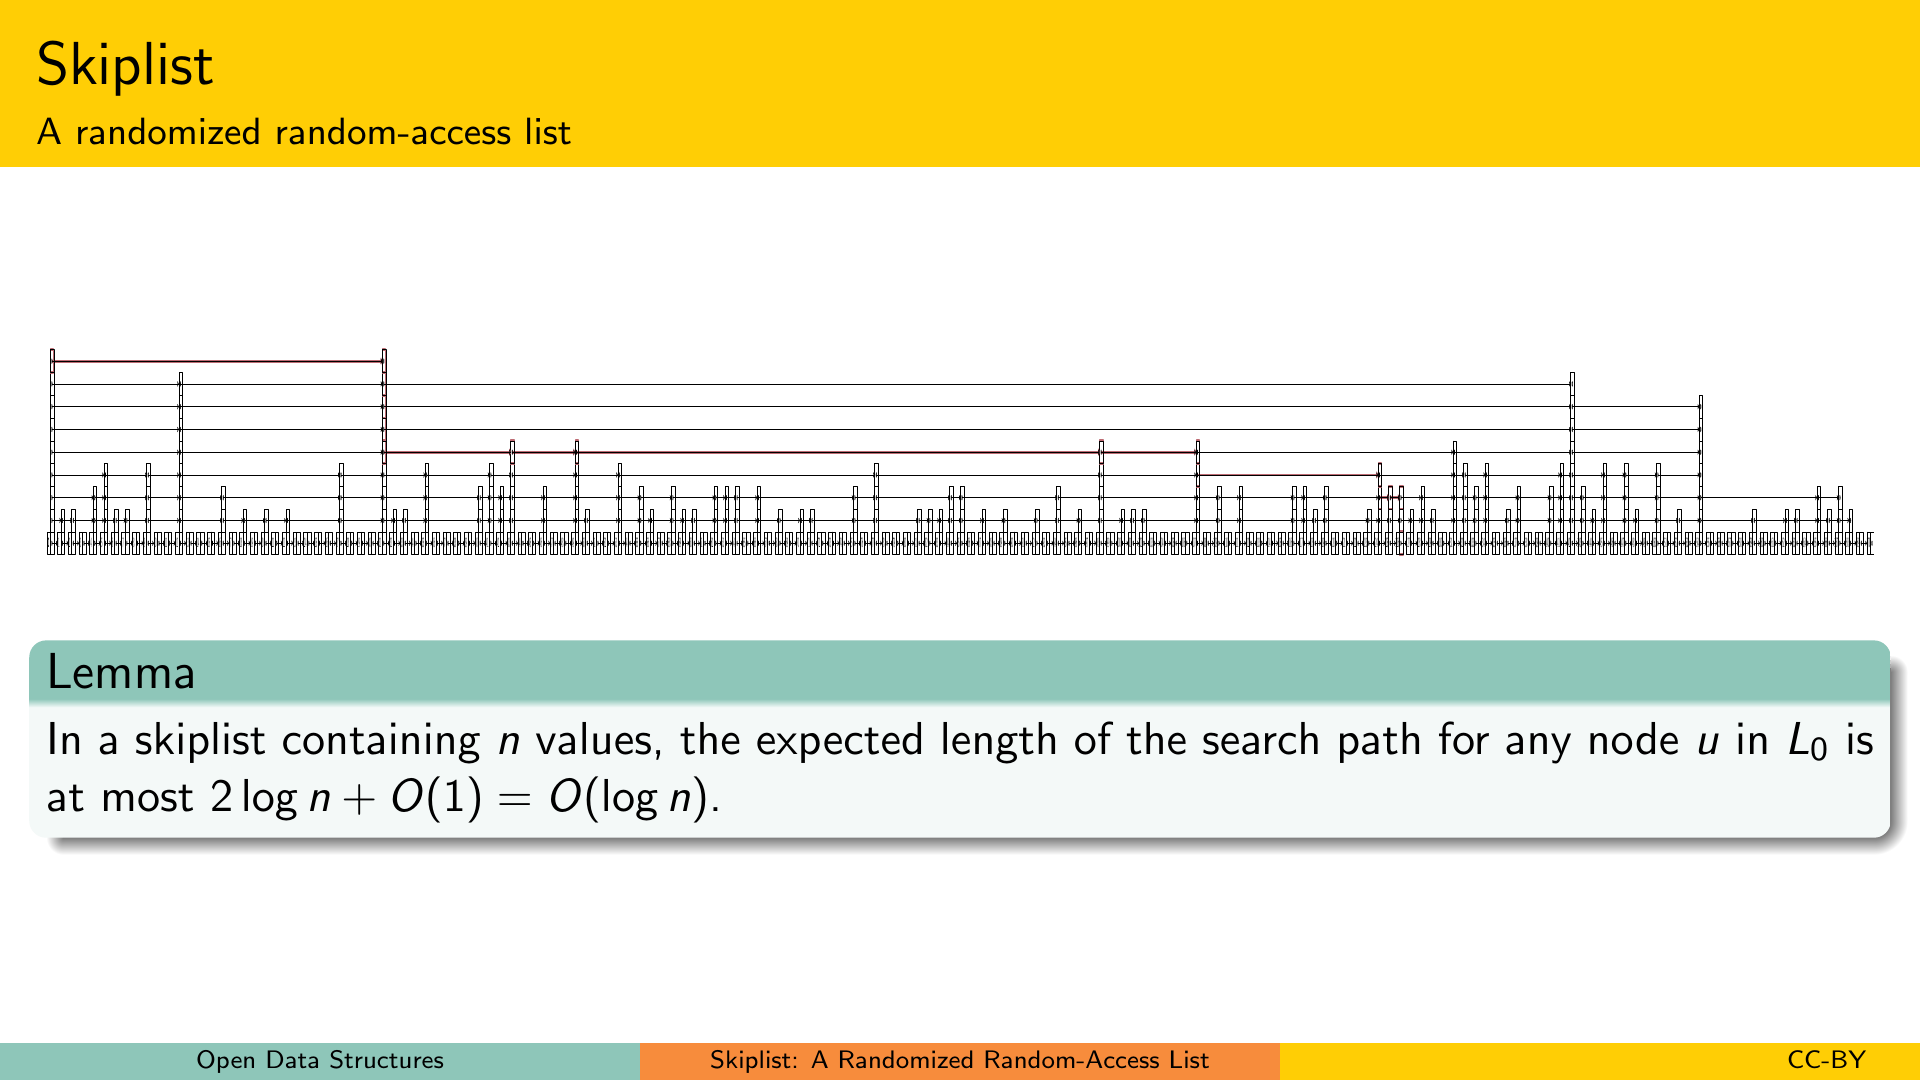 Skiplist
A randomized random-access list
Lemma
In a skiplist containing n values, the expected length of the search path for any node u in L₀ is
at most 2 log n + O(1) = O(log n).
Open Data Structures
Skiplist: A Randomized Random-Access List
CC-BY